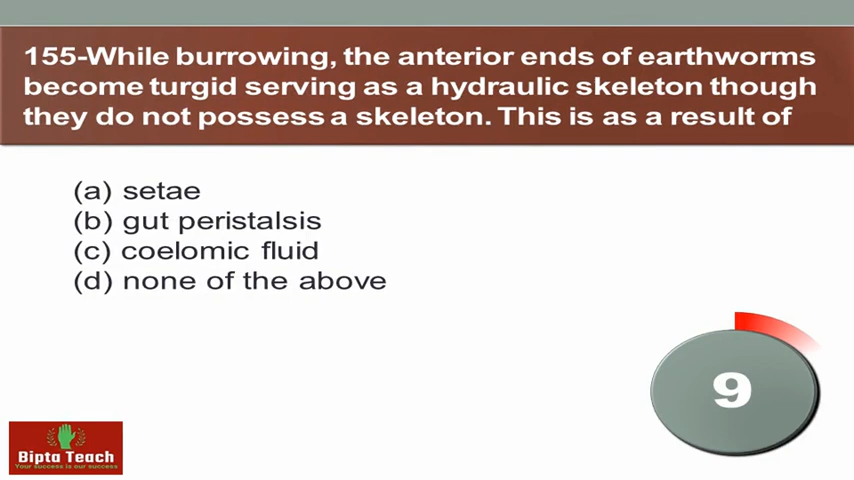 155-While burrowing, the anterior ends of earthworms
become turgid serving as a hydraulic skeleton though
they do not possess a skeleton. This is as a result of
(a) setae
(b) gut peristalsis
(c) coelomic fluid
(d) none of the above
9
Bipta Teach
Your success is our success